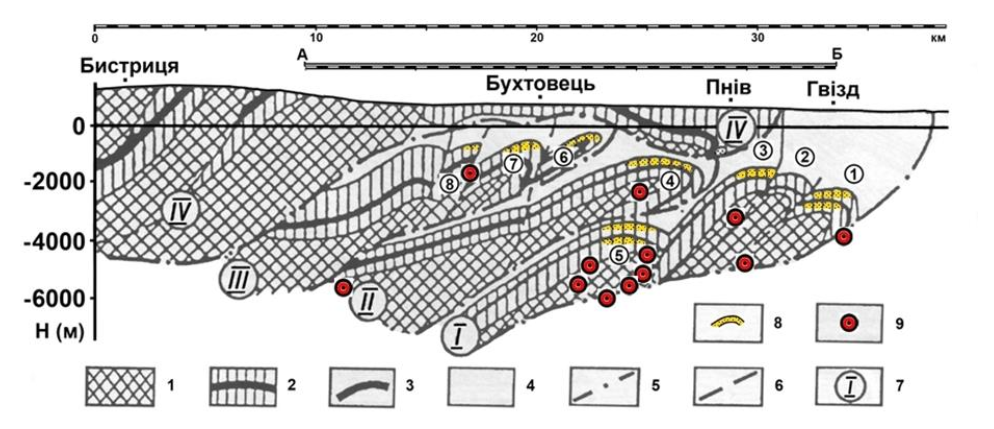 0 10 20 30 км
А Б
Бистриця Бухтовець Пнів Гвізд
0
-2000
-4000
-6000
Н (м)
IV
IV
III
II
I
8 7 6 4 5 3 2 1
8 9
1 2 3 4 5 6 I 7